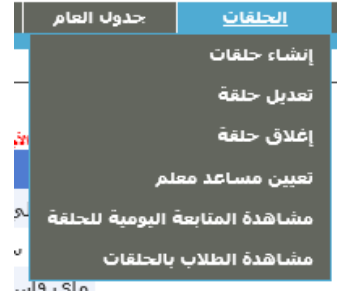 الحلقات
جدول العام
إنشاء حلقات
تعديل حلقة
إغلاق حلقة
تعيين مساعد معلم
مشاهدة المتابعة اليومية للحلقة
مشاهدة الطلاب بالحلقات